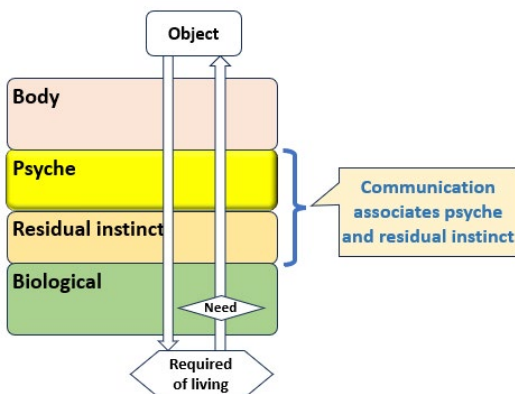 Object
Body
Psyche
Communication
associates psyche
and residual instinct
Residual instinct
Biological
Need
Required
of living